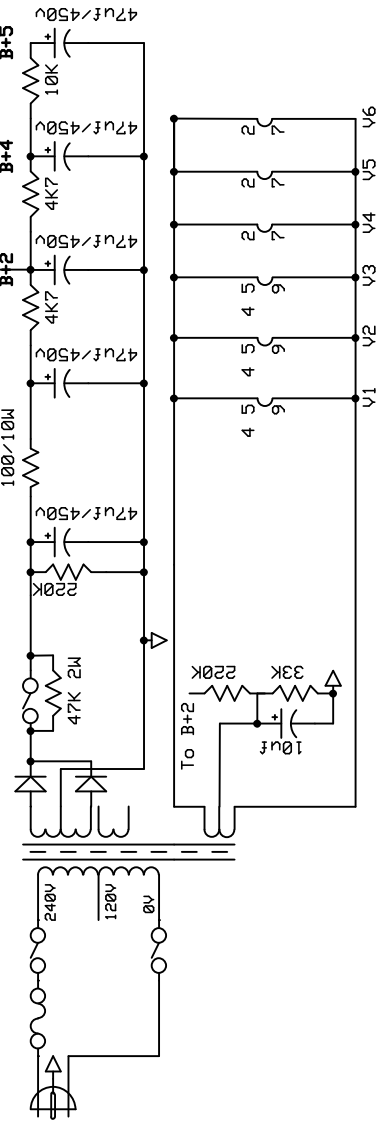 240V
120V
0V
47K 2W
220K
47uf/450v
100/10W
47uf/450v
4K7
B+2
47uf/450v
4K7
B+4
47uf/450v
10K
B+5
47uf/450v
To B+2
220K
33K
10uf
4 5
9
V1
4 5
9
V2
4 5
9
V3
2
7
V4
2
7
V5
2
7
V6